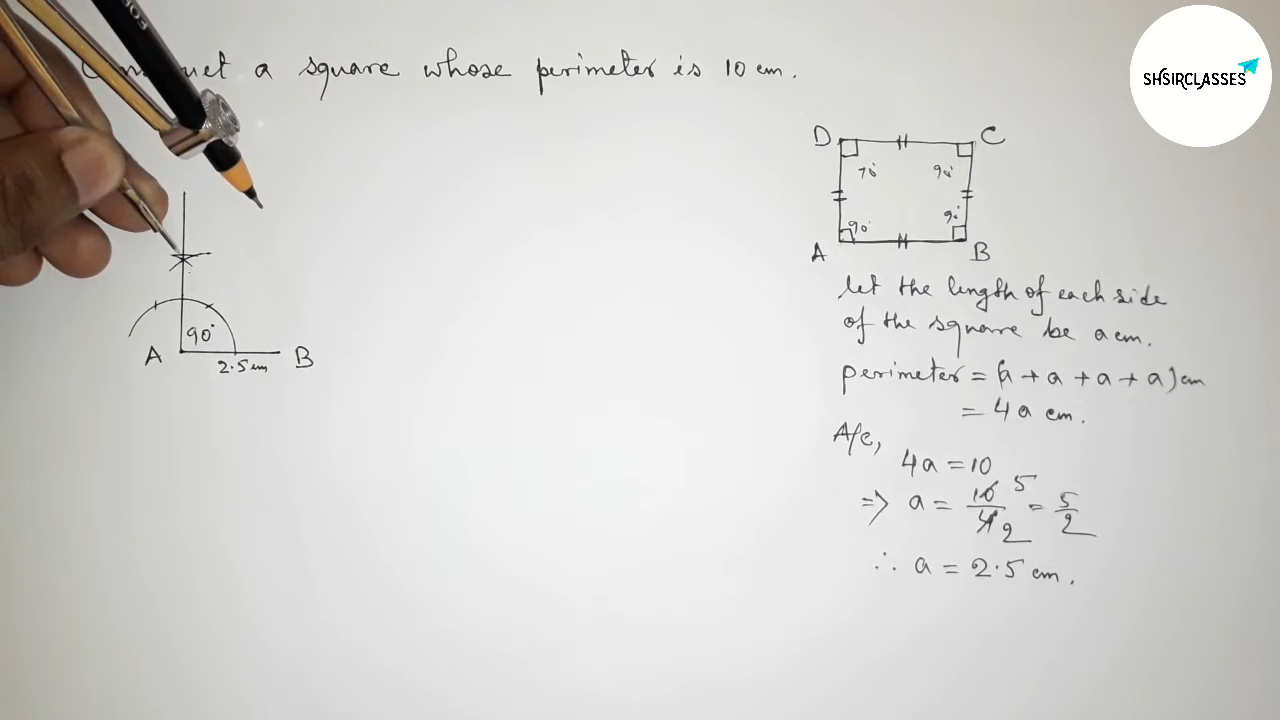 a square whose perimeter is 10 cm.
SHSIRCLASSES
D C
70° 90°
90° 90°
A B
let the length of each side
of the square be a cm.
perimeter = (a + a + a + a) cm
= 4a cm.
A/c,
4a = 10
=> a = 10/4 5 2 = 5/2
∴ a = 2.5 cm.
90°
A B
2.5 cm